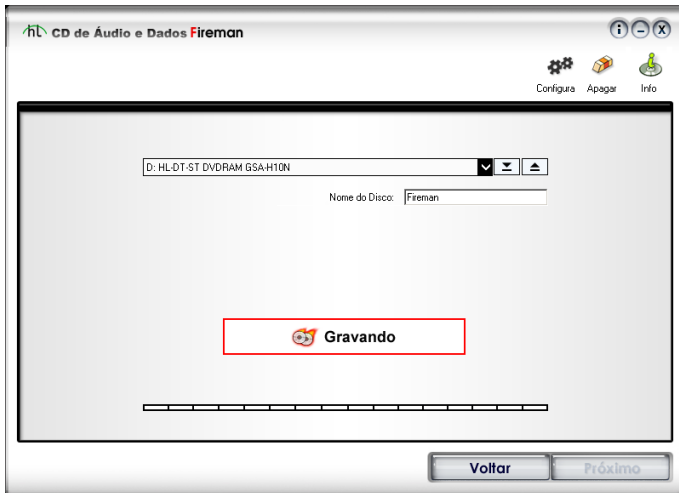 hl CD de Áudio e Dados Fireman
Configura Apagar Info
D: HL-DT-ST DVDRAM GSA-H10N
Nome do Disco: Fireman
Gravando
Voltar Próximo